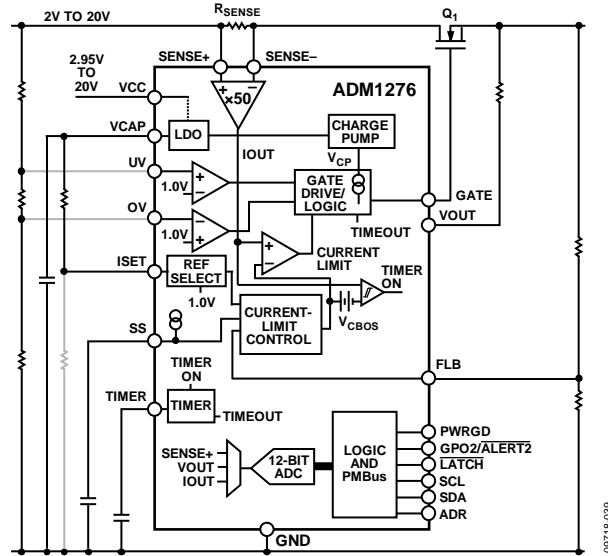 2V TO 20V
RSENSE
Q1
SENSE+
SENSE–
2.95V
TO
20V
VCC
ADM1276
×50
VCAP
LDO
CHARGE
PUMP
IOUT
VCP
UV
1.0V
GATE
DRIVE/
LOGIC
GATE
VOUT
OV
1.0V
TIMEOUT
CURRENT
LIMIT
ISET
REF
SELECT
1.0V
TIMER
ON
CURRENT-
LIMIT
CONTROL
VCBOS
SS
FLB
TIMER
ON
TIMER
TIMER
TIMEOUT
PWRGD
GPO2/ALERT2
LATCH
SCL
SDA
ADR
SENSE+
VOUT
IOUT
12-BIT
ADC
LOGIC
AND
PMBus
GND
09718-039